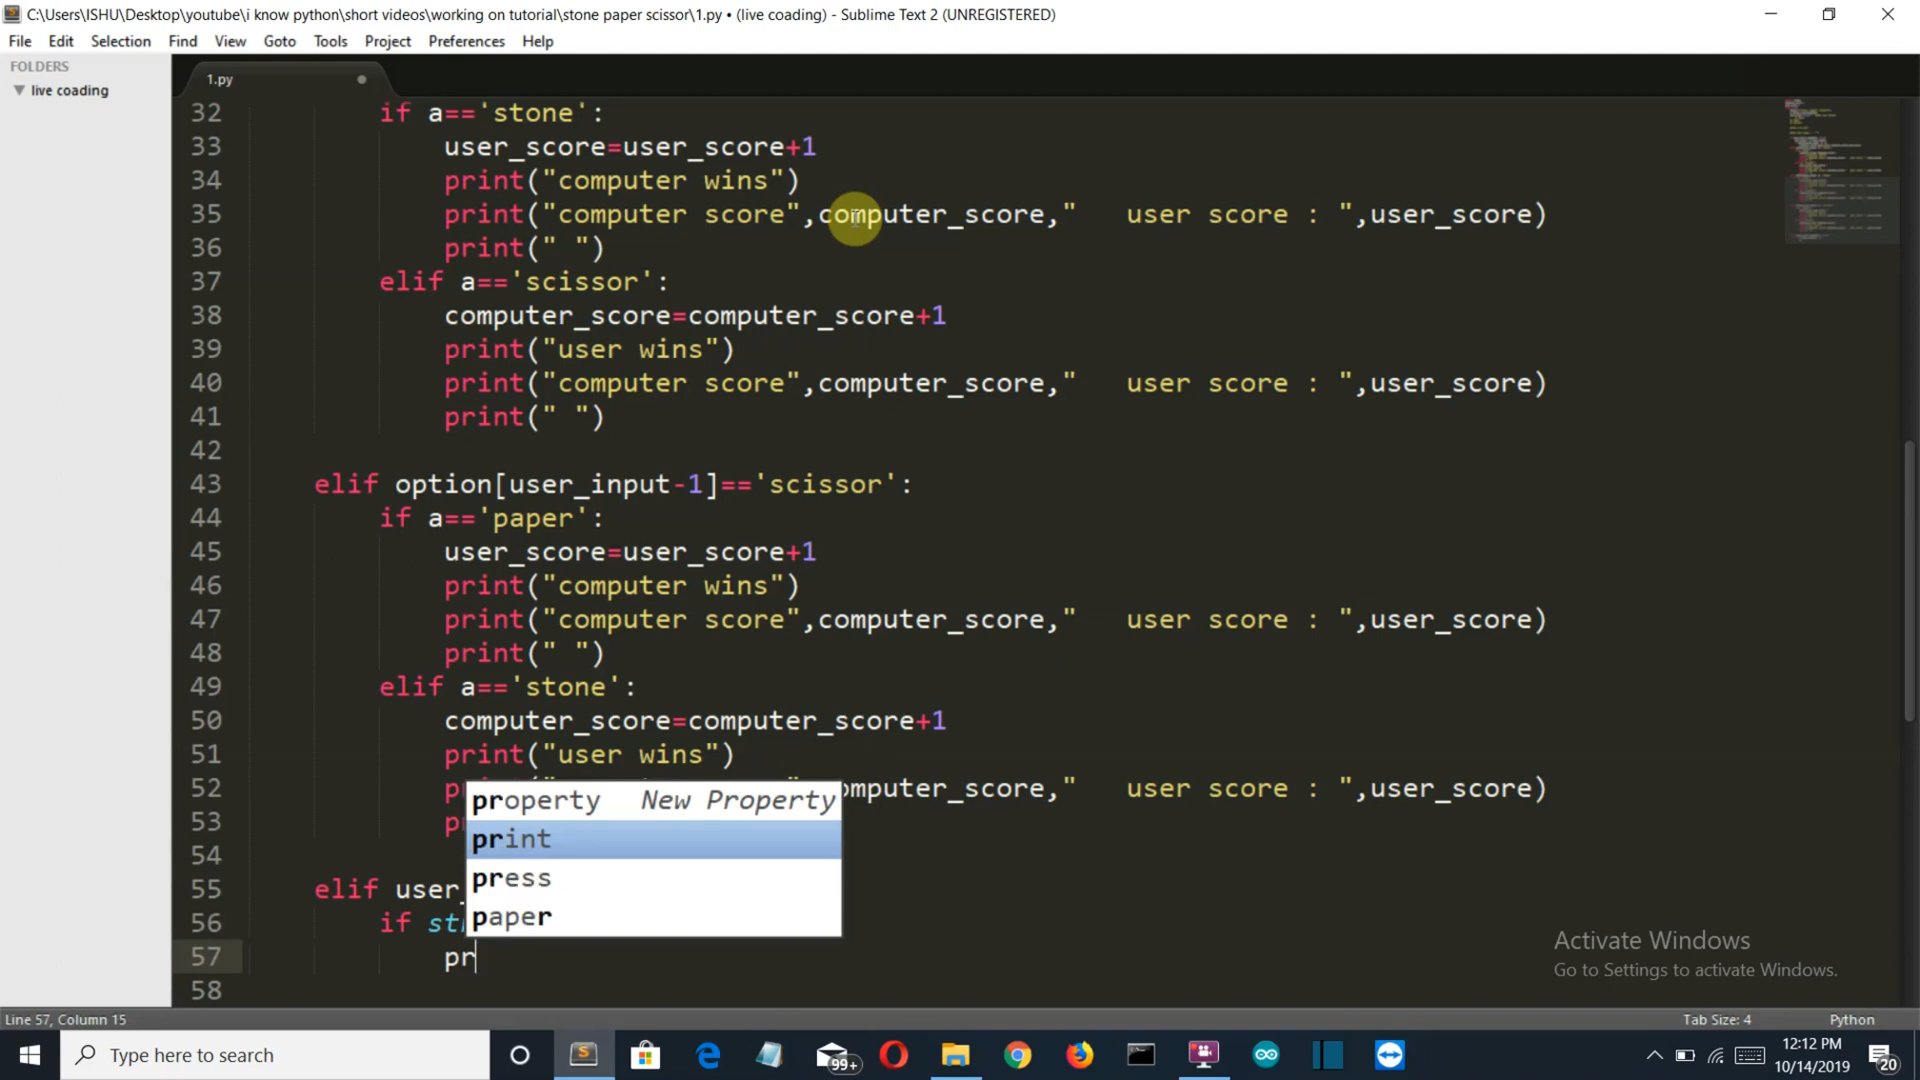 C:\Users\ISHU\Desktop\youtube\i know python\short videos\working on tutorial\stone paper scissor\1.py • (live coading) - Sublime Text 2 (UNREGISTERED)
File Edit Selection Find View Goto Tools Project Preferences Help
FOLDERS
live coading
1.py
32 if a=='stone':
33 user_score=user_score+1
34 print("computer wins")
35 print("computer score",computer_score,"   user score : ",user_score)
36 print(" ")
37 elif a=='scissor':
38 computer_score=computer_score+1
39 print("user wins")
40 print("computer score",computer_score,"   user score : ",user_score)
41 print(" ")
42
43 elif option[user_input-1]=='scissor':
44 if a=='paper':
45 user_score=user_score+1
46 print("computer wins")
47 print("computer score",computer_score,"   user score : ",user_score)
48 print(" ")
49 elif a=='stone':
50 computer_score=computer_score+1
51 print("user wins")
52 computer_score,"   user score : ",user_score)
property New Property
print
press
paper
53
54
55 elif user_
56 if
57 pr
58
Activate Windows
Go to Settings to activate Windows.
Line 57, Column 15
Tab Size: 4 Python
Type here to search
99+
12:12 PM
10/14/2019
20